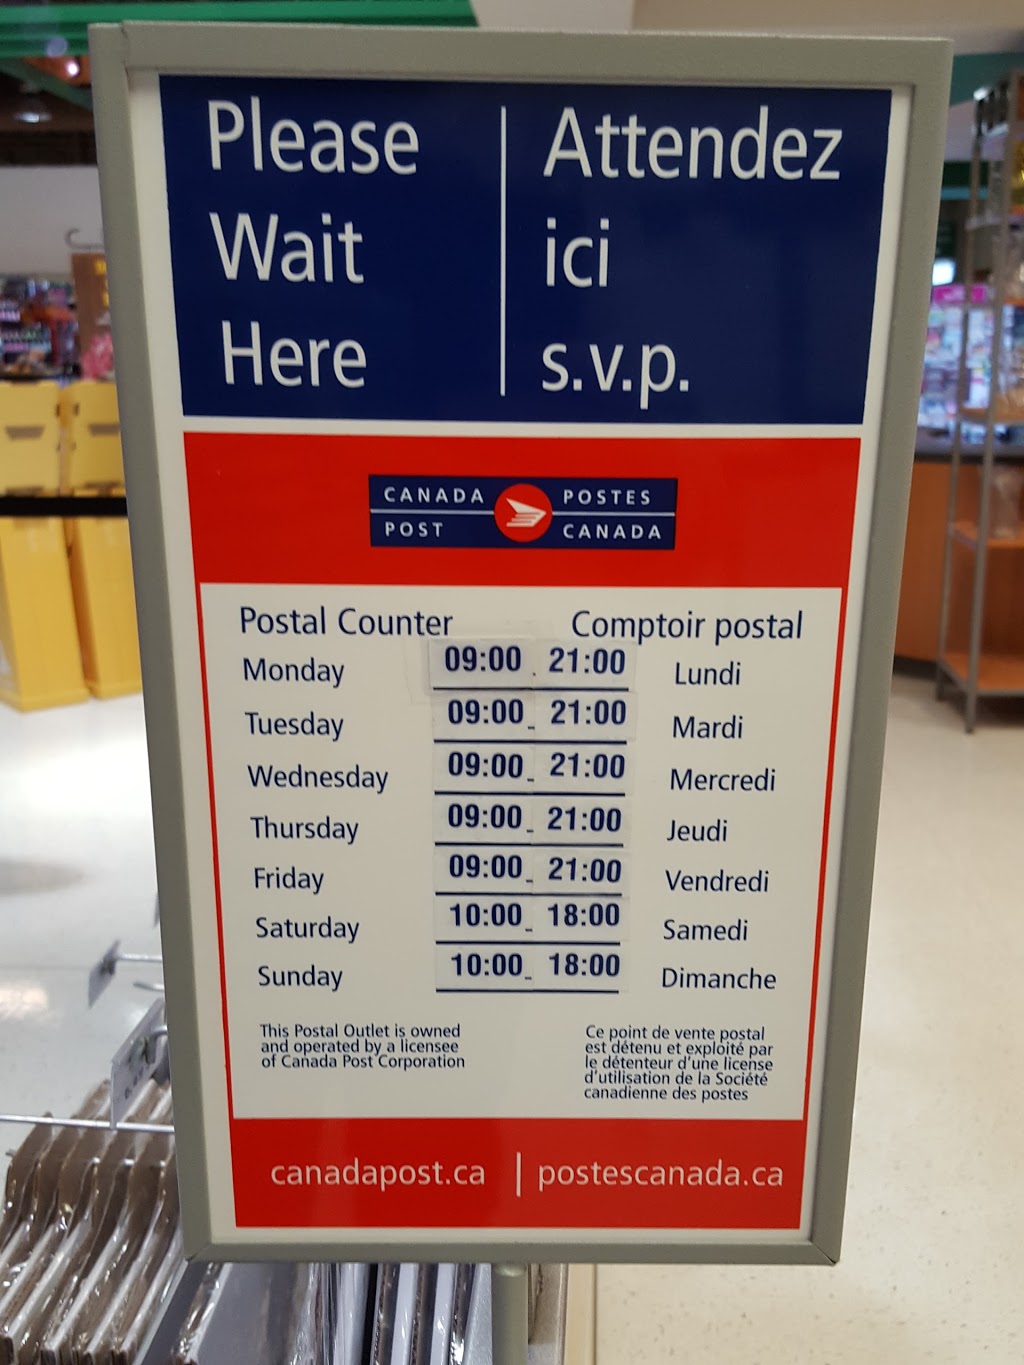 Please
Wait
Here
Attendez
ici
s.v.p.
CANADA
POST
POSTES
CANADA
Postal Counter Comptoir postal
Monday 09:00 - 21:00 Lundi
Tuesday 09:00 - 21:00 Mardi
Wednesday 09:00 - 21:00 Mercredi
Thursday 09:00 - 21:00 Jeudi
Friday 09:00 - 21:00 Vendredi
Saturday 10:00 - 18:00 Samedi
Sunday 10:00 - 18:00 Dimanche
This Postal Outlet is owned
and operated by a licensee
of Canada Post Corporation
Ce point de vente postal
est détenu et exploité par
le détenteur d'une license
d'utilisation de la Société
canadienne des postes
canadapost.ca | postescanada.ca